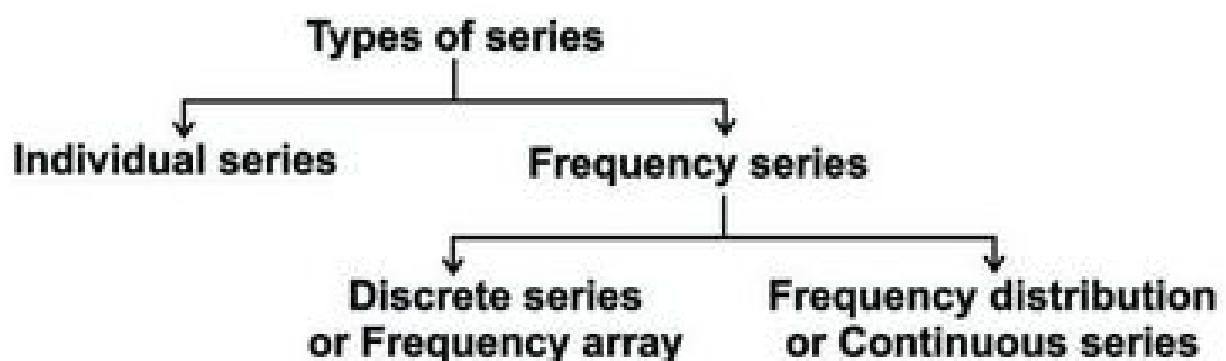 Types of series
Individual series
Frequency series
Discrete series
or Frequency array
Frequency distribution
or Continuous series